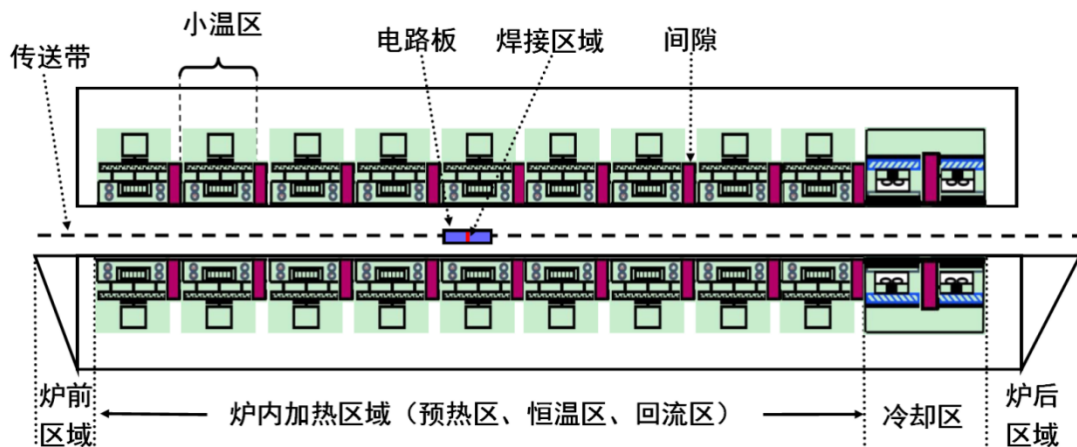 小温区
传送带
电路板
焊接区域
间隙
炉前
区域
炉内加热区域（预热区、恒温区、回流区）
冷却区
炉后
区域